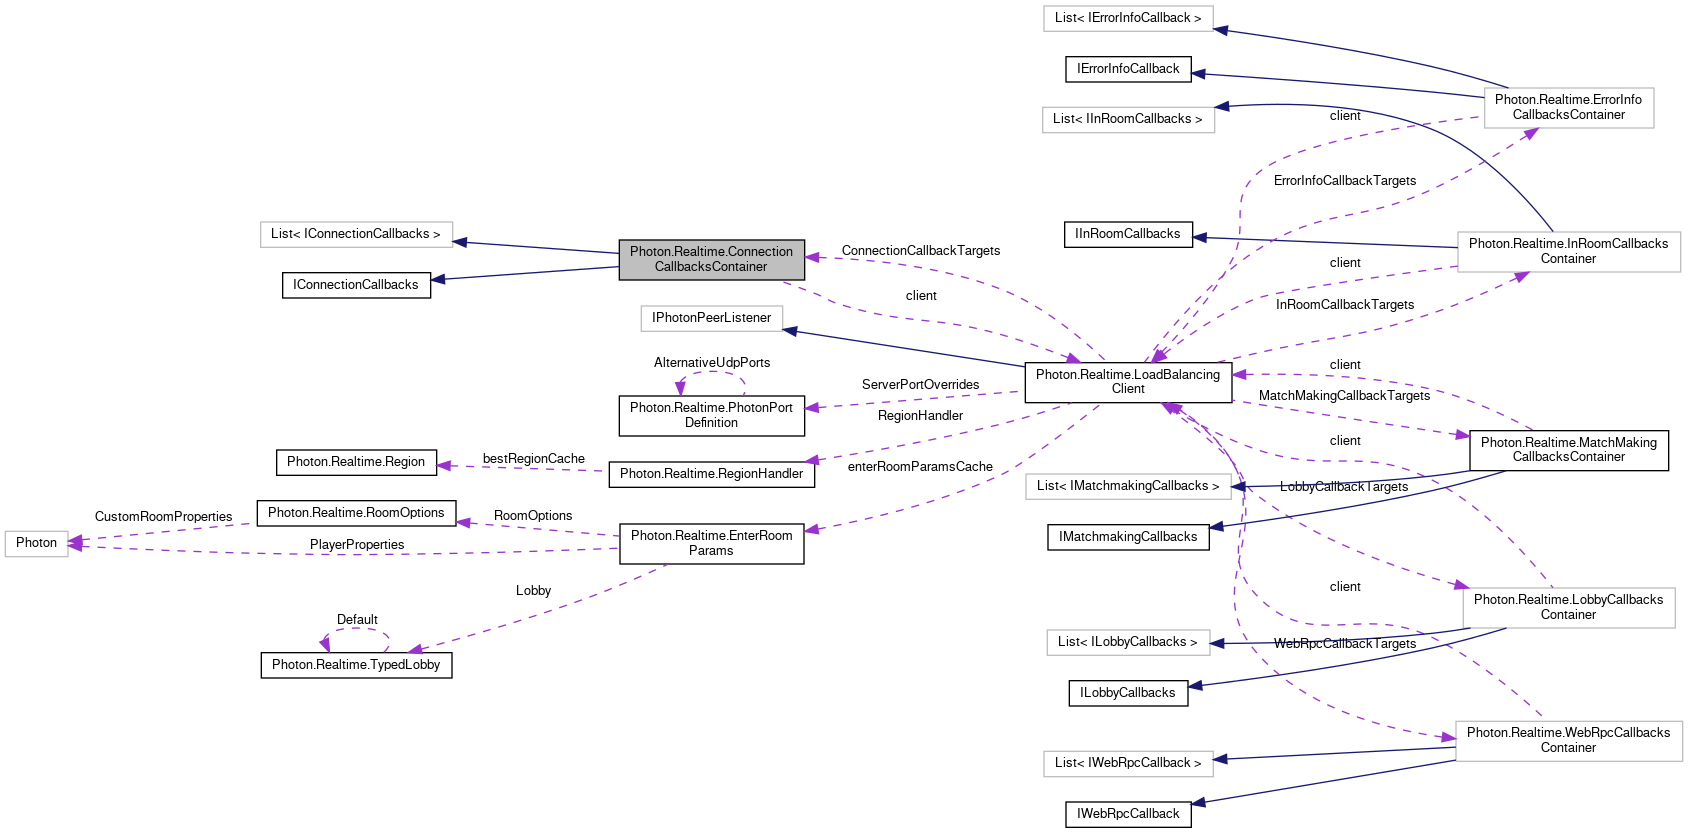 List< IErrorInfoCallback >
IErrorInfoCallback
Photon.Realtime.ErrorInfo
CallbacksContainer
List< IInRoomCallbacks >
client
ErrorInfoCallbackTargets
List< IConnectionCallbacks >
IInRoomCallbacks
Photon.Realtime.InRoomCallbacks
Container
Photon.Realtime.Connection
CallbacksContainer
ConnectionCallbackTargets
client
IConnectionCallbacks
client
InRoomCallbackTargets
IPhotonPeerListener
AlternativeUdpPorts
client
Photon.Realtime.LoadBalancing
Client
ServerPortOverrides
MatchMakingCallbackTargets
Photon.Realtime.PhotonPort
Definition
RegionHandler
client
Photon.Realtime.MatchMaking
CallbacksContainer
Photon.Realtime.Region
bestRegionCache
Photon.Realtime.RegionHandler
enterRoomParamsCache
List< IMatchmakingCallbacks >
LobbyCallbackTargets
CustomRoomProperties
Photon.Realtime.RoomOptions
RoomOptions
Photon
PlayerProperties
Photon.Realtime.EnterRoom
Params
IMatchmakingCallbacks
Lobby
client
Photon.Realtime.LobbyCallbacks
Container
Default
List< ILobbyCallbacks >
WebRpcCallbackTargets
Photon.Realtime.TypedLobby
ILobbyCallbacks
Photon.Realtime.WebRpcCallbacks
Container
List< IWebRpcCallback >
IWebRpcCallback